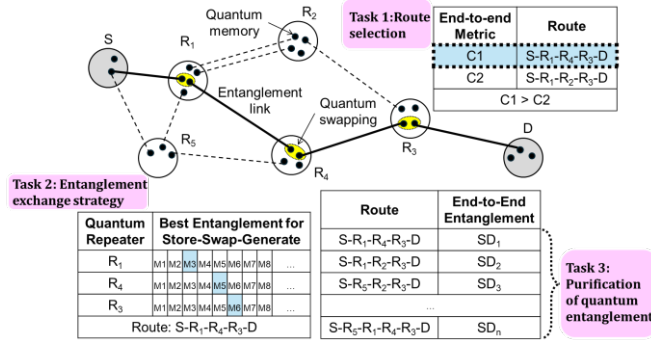 Quantum memory
R2
Task 1:Route selection
S
R1
Entanglement link
Quantum swapping
R5
R4
R3
D
End-to-end Metric
Route
C1
S-R1-R4-R3-D
C2
S-R1-R2-R3-D
C1 > C2
Task 2: Entanglement exchange strategy
Quantum Repeater
Best Entanglement for Store-Swap-Generate
R1
M1 M2 M3 M4 M5 M6 M7 M8 ...
R4
M1 M2 M3 M4 M5 M6 M7 M8 ...
R3
M1 M2 M3 M4 M5 M6 M7 M8 ...
Route: S-R1-R4-R3-D
Route
End-to-End Entanglement
S-R1-R4-R3-D
SD1
S-R1-R2-R3-D
SD2
S-R5-R2-R3-D
SD3
...
S-R5-R1-R4-R3-D
SDn
Task 3: Purification of quantum entanglement